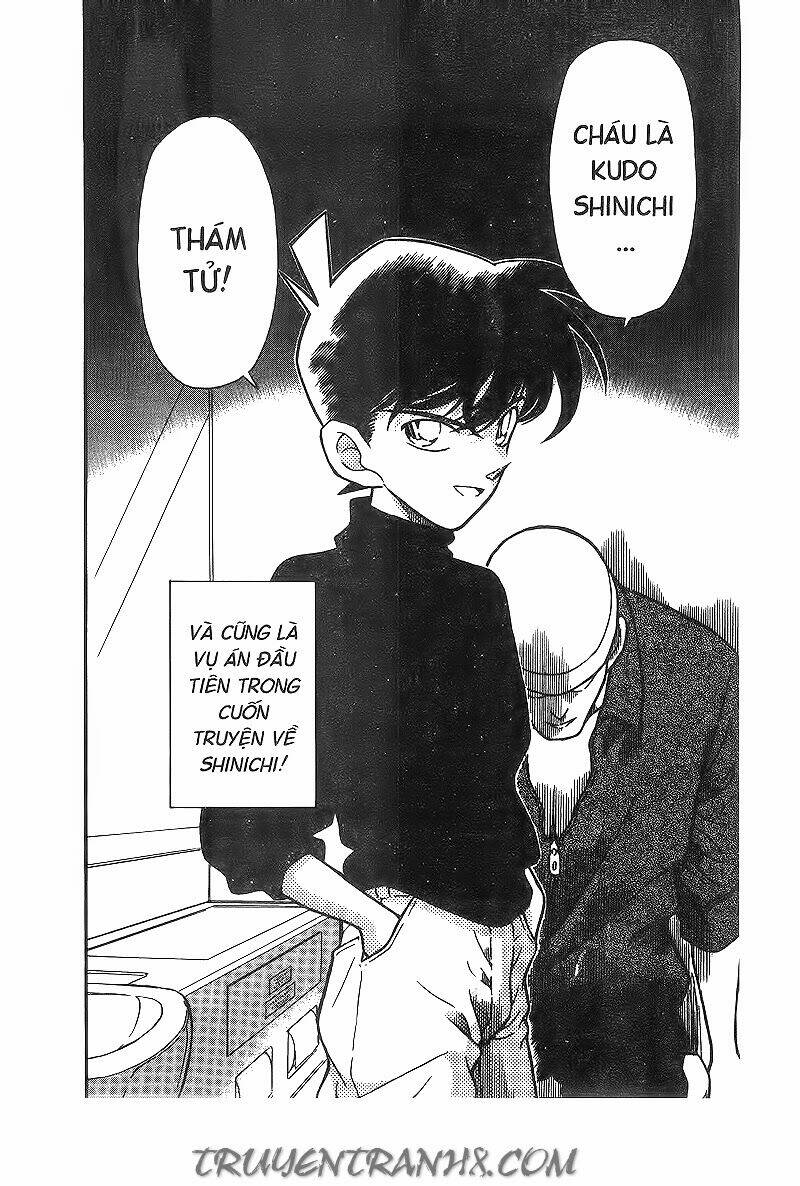 CHÁU LÀ
KUDO
SHINICHI
...
THÁM
TỬ!
VÀ CŨNG LÀ
VỤ ÁN ĐẦU
TIÊN TRONG
CUỐN
TRUYỆN VỀ
SHINICHI!
TRUYENTRANH8.COM